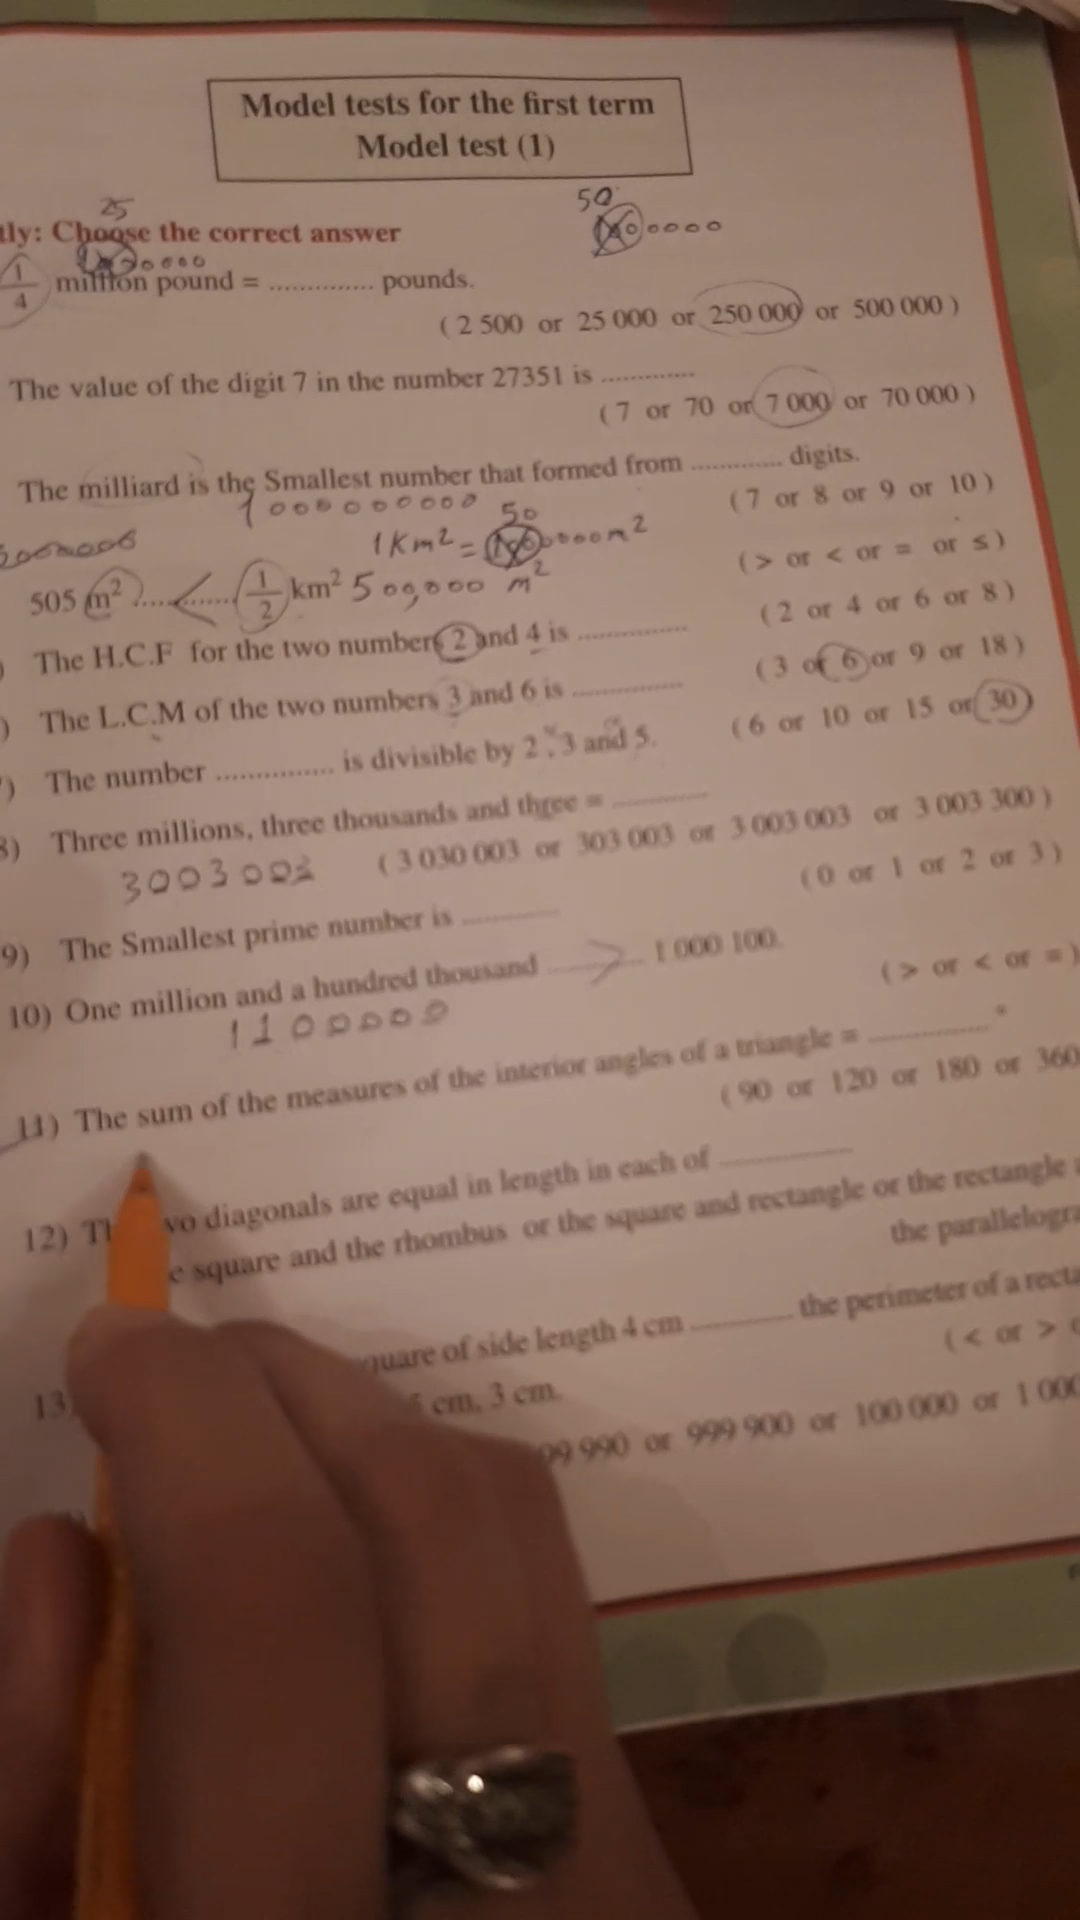 Model tests for the first term
Model test (1)
25
50
tly: Choose the correct answer
1/4 million pound = .............. pounds.
( 2 500 or 25 000 or 250 000 or 500 000 )
The value of the digit 7 in the number 27351 is .............
( 7 or 70 or 7 000 or 70 000 )
The milliard is the Smallest number that formed from ............. digits.
1000000000
( 7 or 8 or 9 or 10 )
50
1 Km² = 1000000 m²
505 m² ..... < ..... 1/2 km² 500,000 m²
( > or < or = or ≤ )
The H.C.F for the two numbers 2 and 4 is ...............
( 2 or 4 or 6 or 8 )
) The L.C.M of the two numbers 3 and 6 is ...............
( 3 or 6 or 9 or 18 )
) The number ............... is divisible by 2 , 3 and 5.
( 6 or 10 or 15 or 30 )
8) Three millions, three thousands and three = .............
3003003
( 3 030 003 or 303 003 or 3 003 003 or 3 003 300 )
9) The Smallest prime number is .............
( 0 or 1 or 2 or 3 )
10) One million and a hundred thousand ..... > ..... 1 000 100.
1100000
( > or < or = )
11) The sum of the measures of the interior angles of a triangle = ............. °
( 90 or 120 or 180 or 360
12) diagonals are equal in length in each of .............
square and the rhombus or the square and rectangle or the rectangle
the parallelogra
13) quare of side length 4 cm ............. the perimeter of a recta
cm, 3 cm.
( < or >
99 990 or 999 900 or 100 000 or 1 000